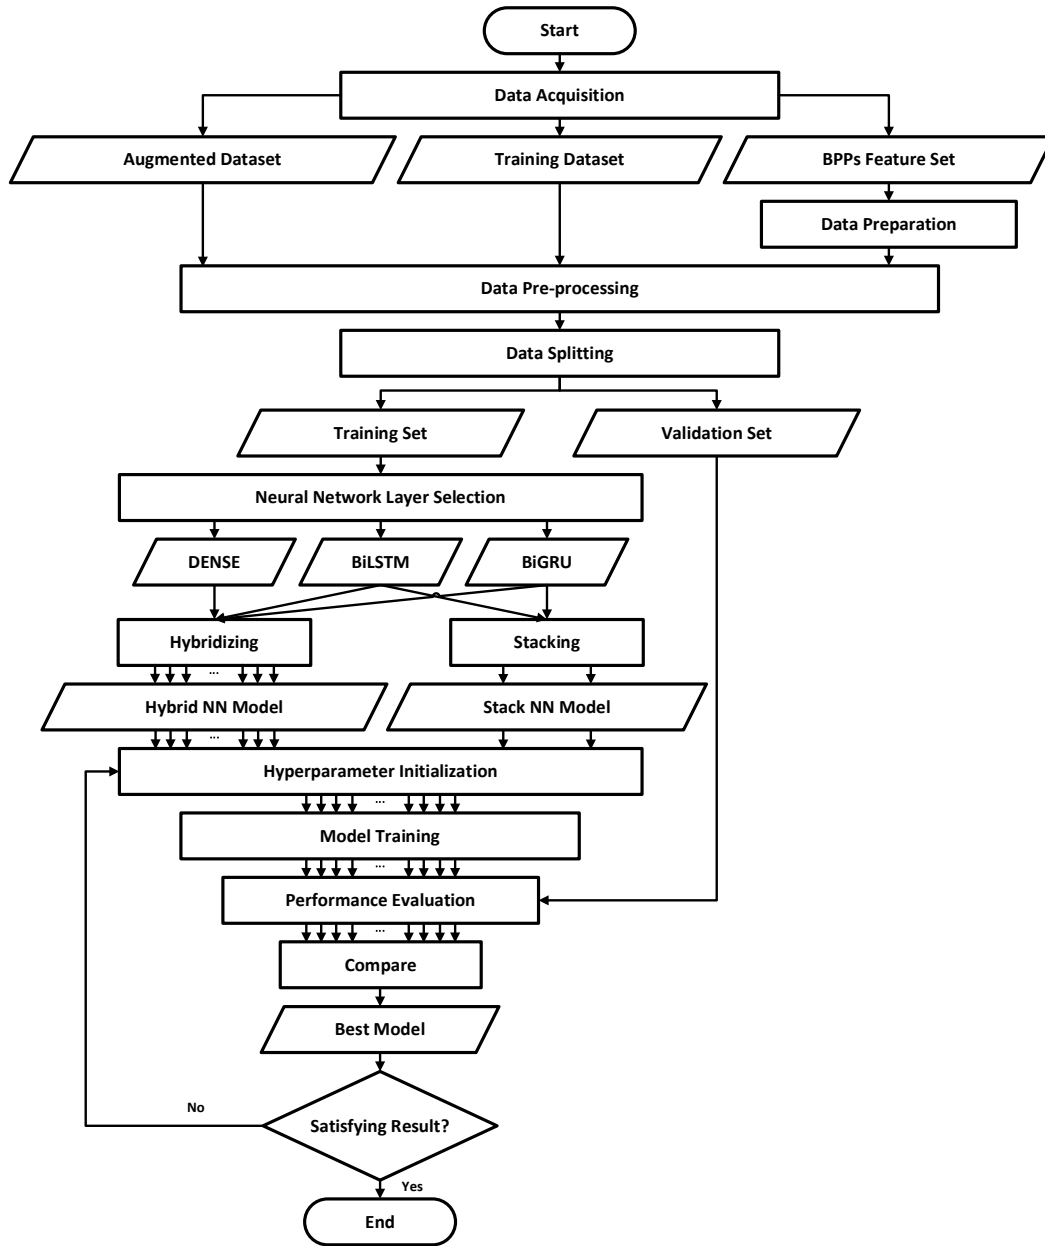 Start
Data Acquisition
Augmented Dataset
Training Dataset
BPPs Feature Set
Data Preparation
Data Pre-processing
Data Splitting
Training Set
Validation Set
Neural Network Layer Selection
DENSE
BiLSTM
BiGRU
Hybridizing
Stacking
...
Hybrid NN Model
Stack NN Model
...
Hyperparameter Initialization
...
Model Training
...
Performance Evaluation
...
Compare
Best Model
No
Satisfying Result?
Yes
End